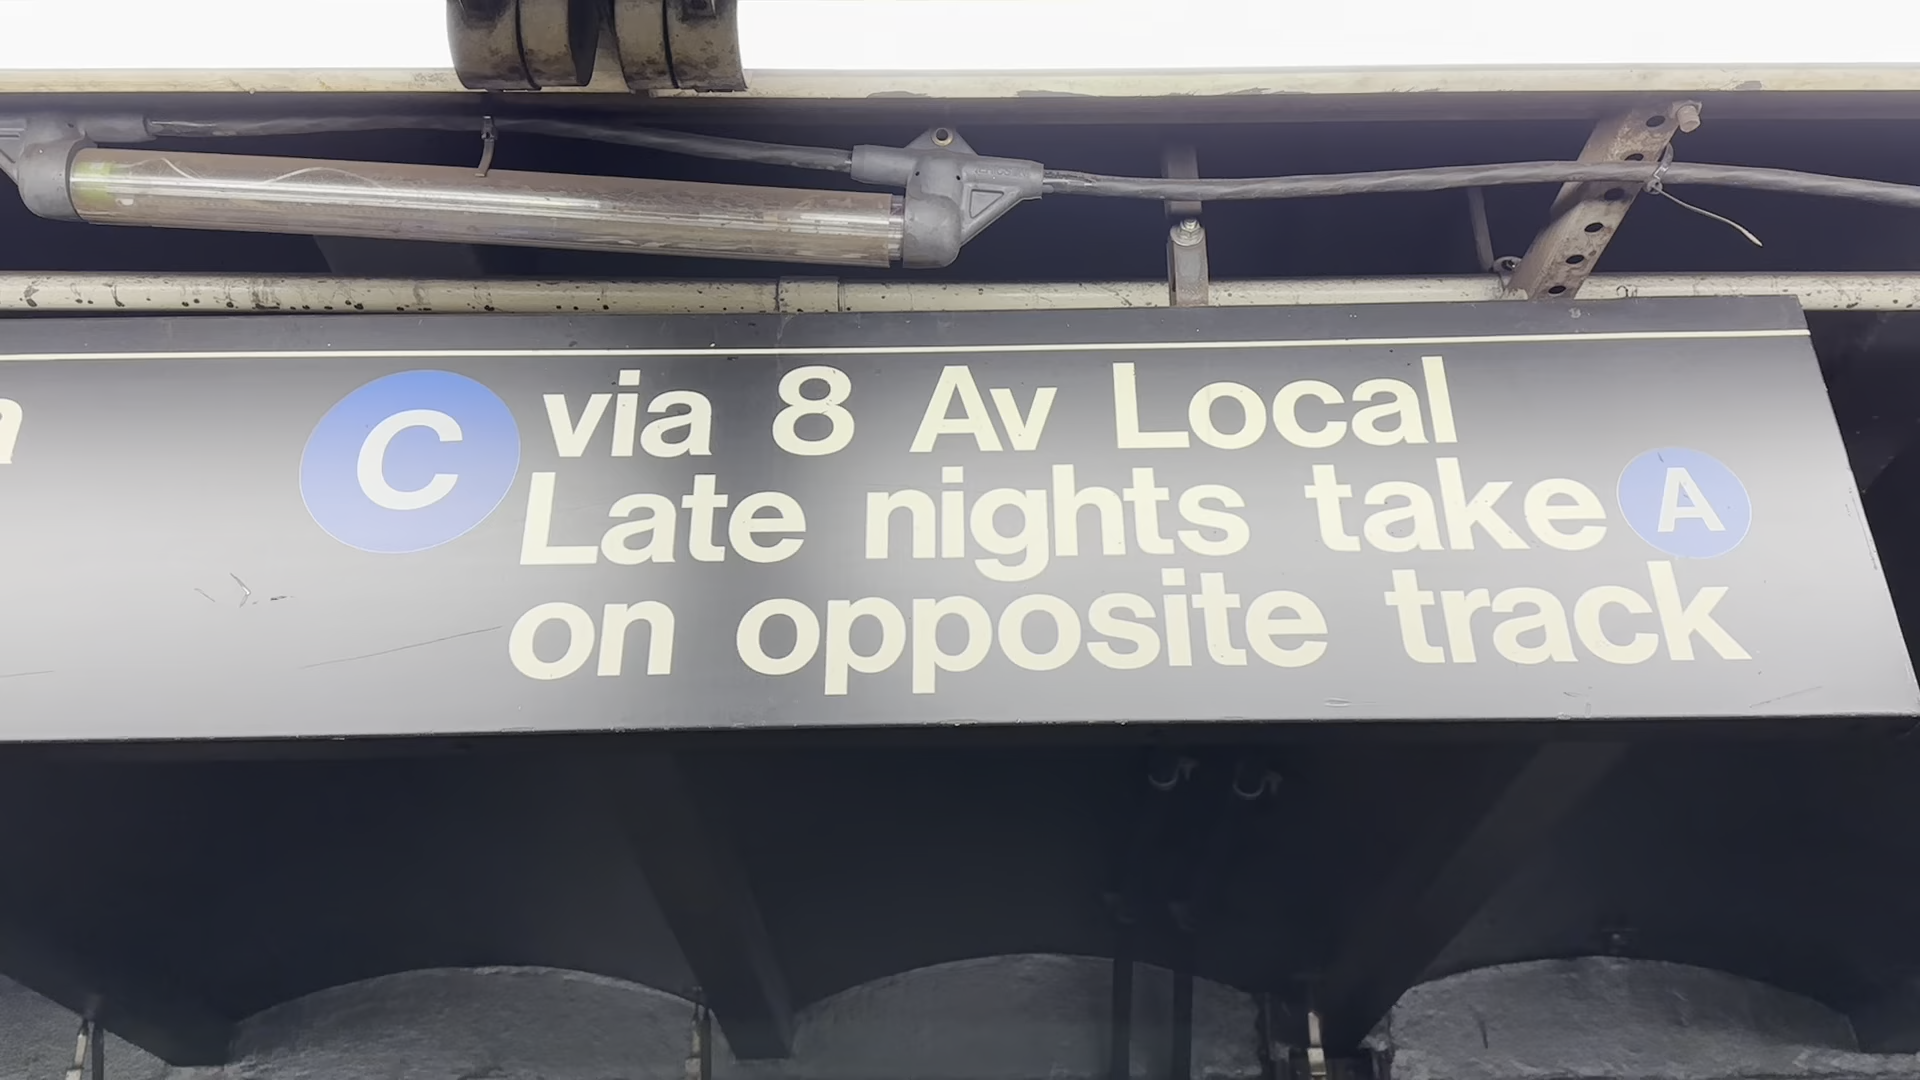 C via 8 Av Local
Late nights take A
on opposite track